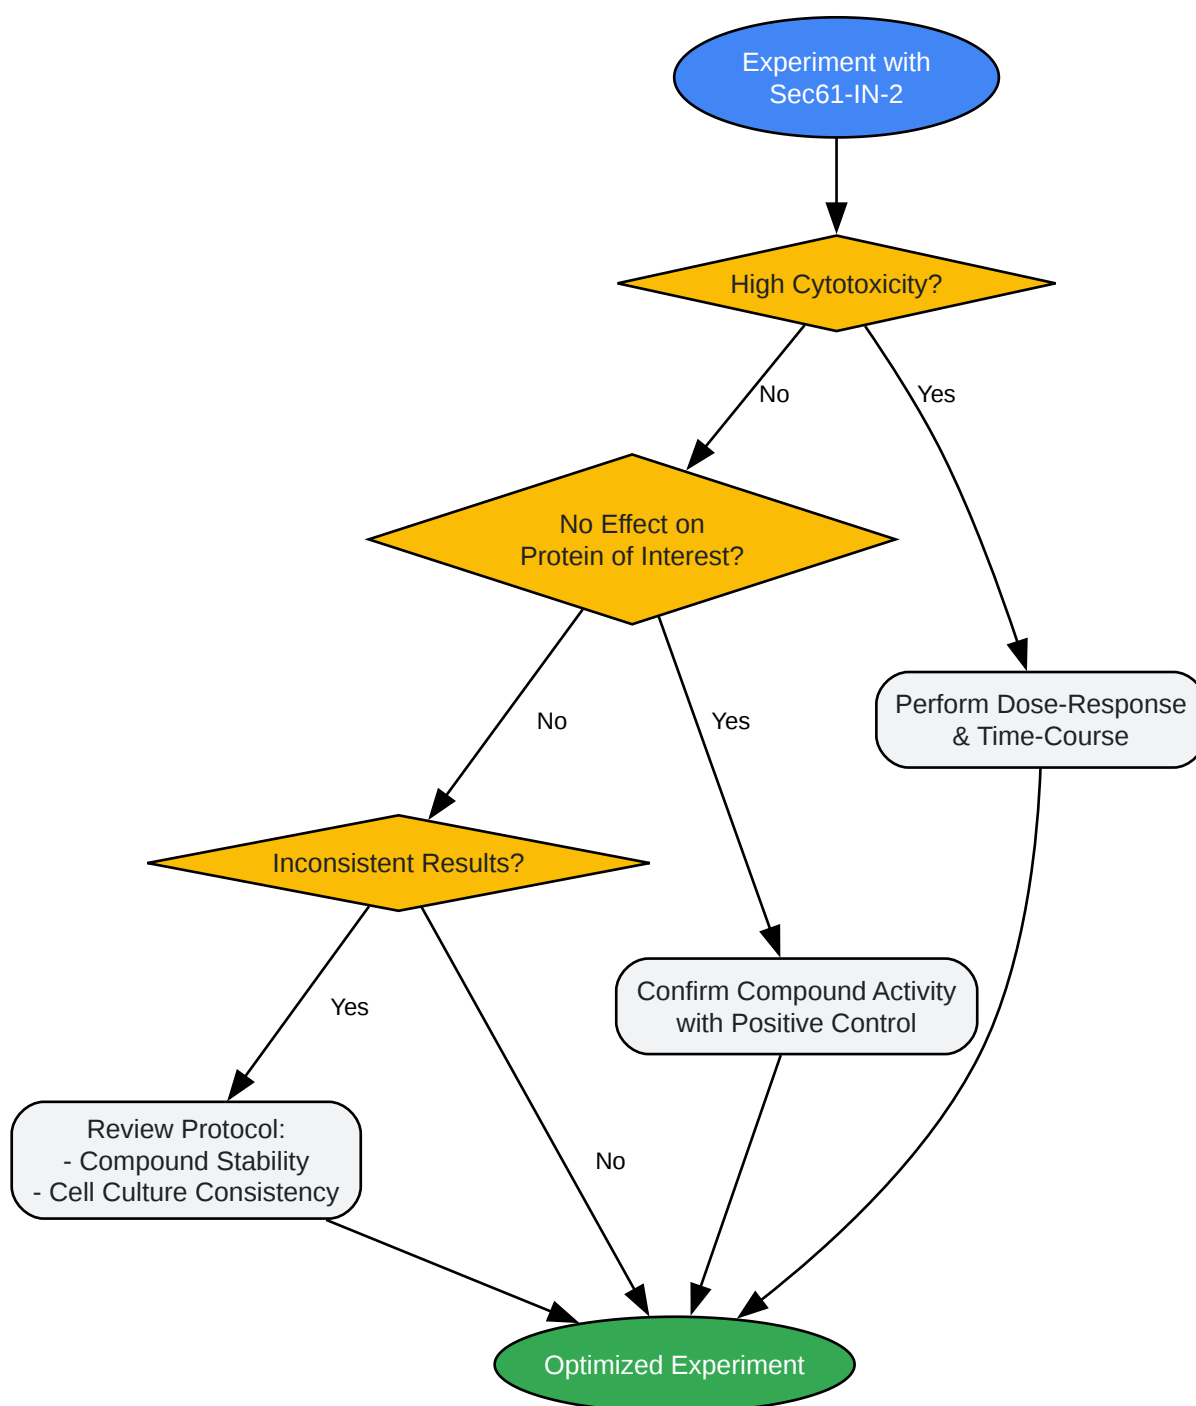 Experiment with
Sec61-IN-2
High Cytotoxicity?
No
Yes
No Effect on
Protein of Interest?
No
Yes
Perform Dose-Response
& Time-Course
Inconsistent Results?
Yes
No
Confirm Compound Activity
with Positive Control
Review Protocol:
- Compound Stability
- Cell Culture Consistency
Optimized Experiment